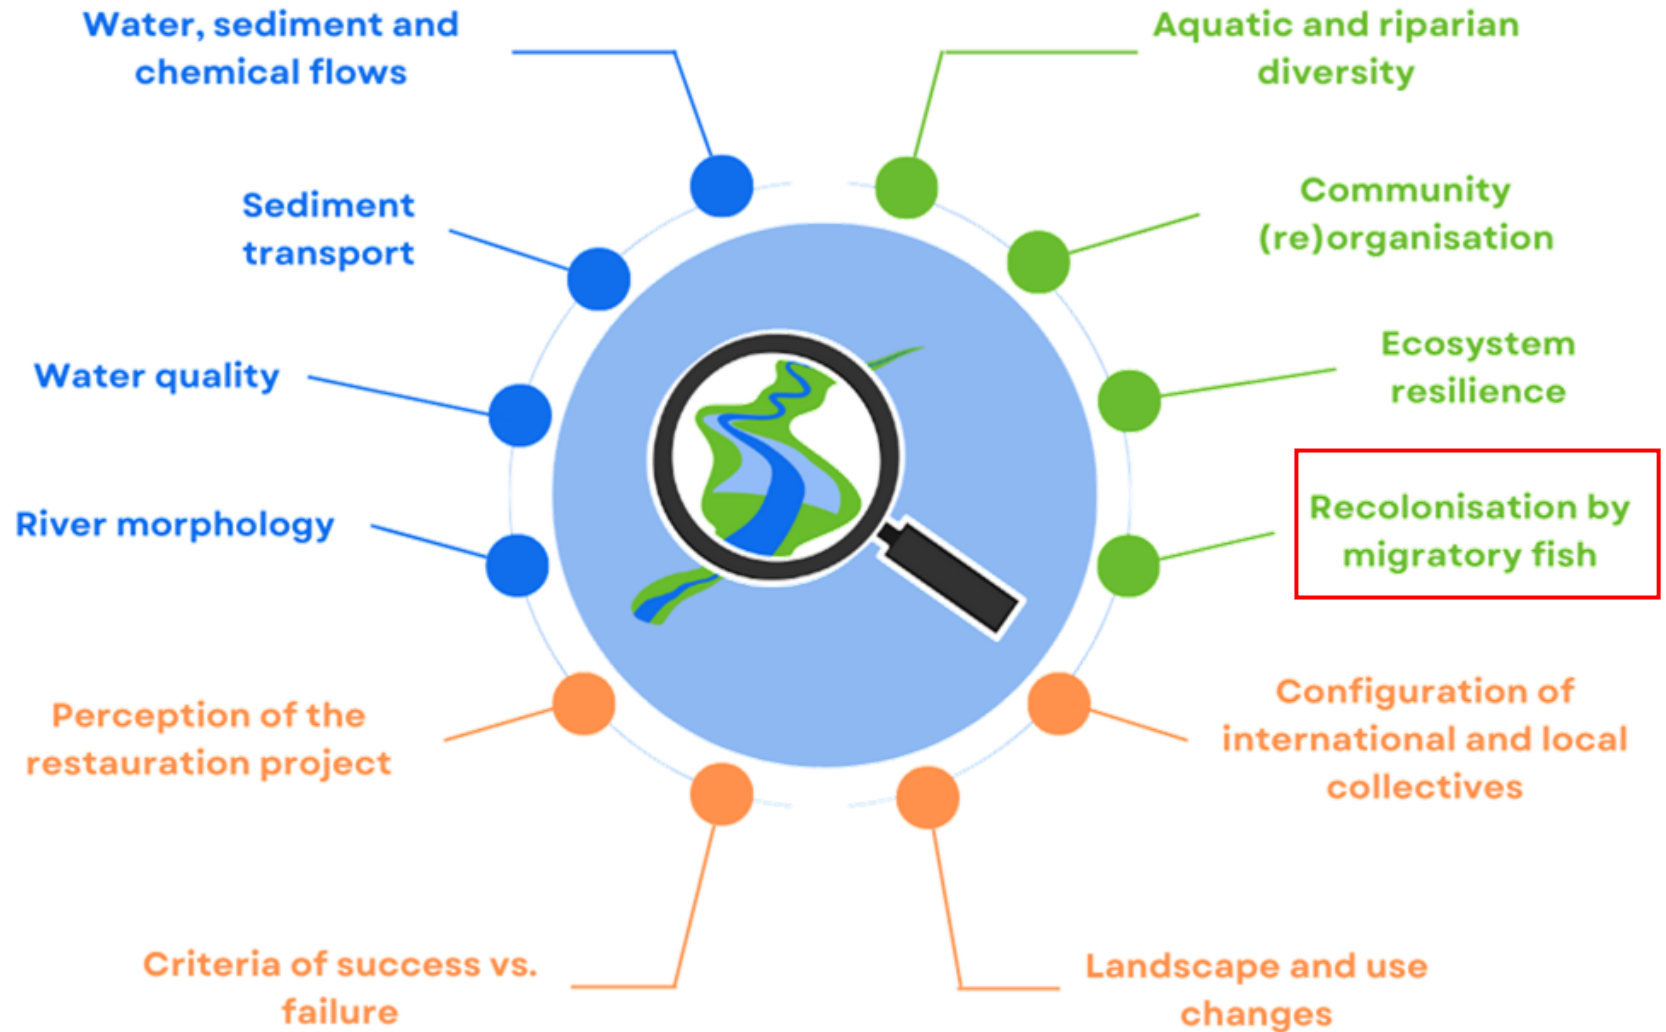 Water, sediment and
chemical flows
Sediment
transport
Water quality
River morphology
Perception of the
restauration project
Criteria of success vs.
failure
Aquatic and riparian
diversity
Community
(re)organisation
Ecosystem
resilience
Recolonisation by
migratory fish
Configuration of
international and local
collectives
Landscape and use
changes